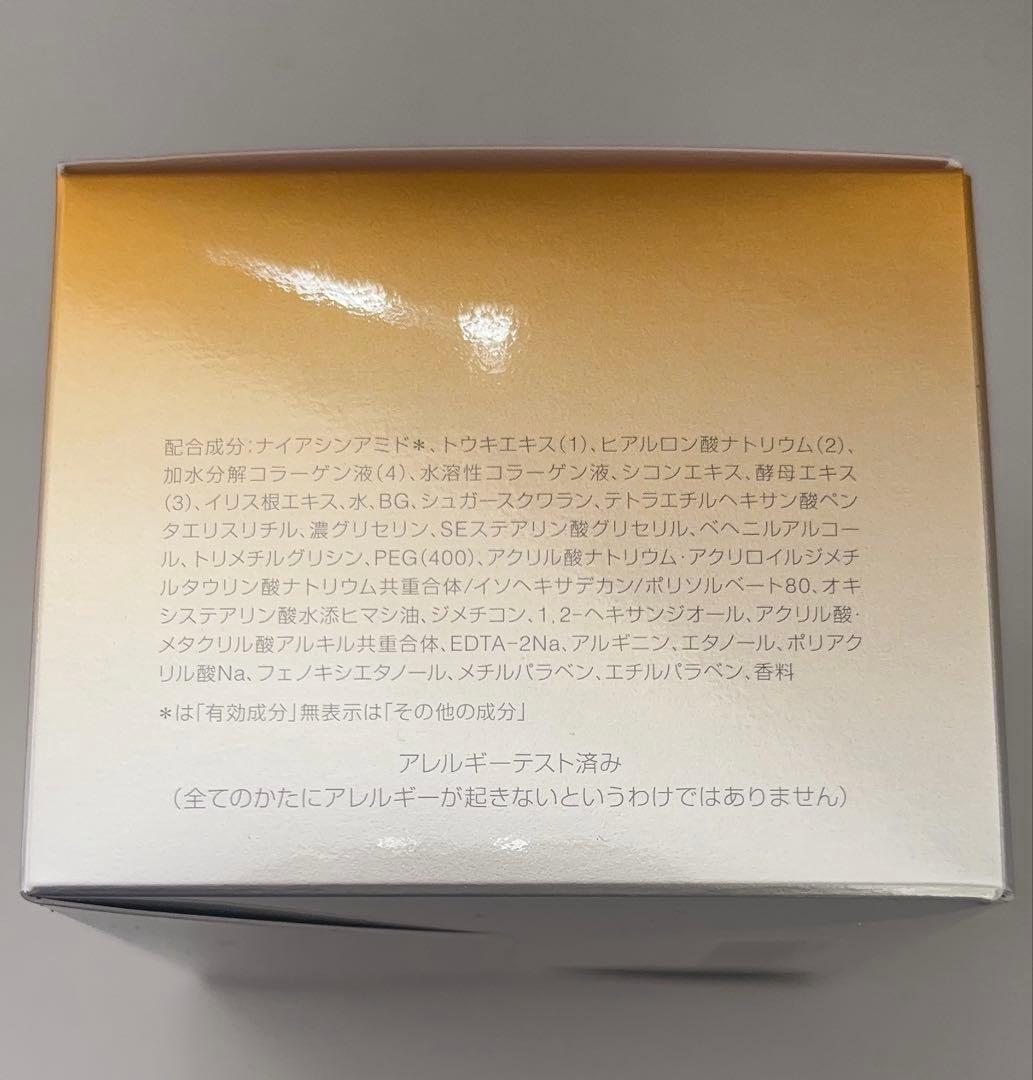 配合成分：ナイアシンアミド＊、トウキエキス(1)、ヒアルロン酸ナトリウム(2)、
加水分解コラーゲン液(4)、水溶性コラーゲン液、シコンエキス、酵母エキス
(3)、イリス根エキス、水、BG、シュガースクワラン、テトラエチルヘキサン酸ペン
タエリスリチル、濃グリセリン、SEステアリン酸グリセリル、ベヘニルアルコー
ル、トリメチルグリシン、PEG(400)、アクリル酸ナトリウム・アクリロイルジメチ
ルタウリン酸ナトリウム共重合体/イソヘキサデカン/ポリソルベート80、オキ
システアリン酸水添ヒマシ油、ジメチコン、1,2-ヘキサンジオール、アクリル酸・
メタクリル酸アルキル共重合体、EDTA-2Na、アルギニン、エタノール、ポリアク
リル酸Na、フェノキシエタノール、メチルパラベン、エチルパラベン、香料
＊は「有効成分」無表示は「その他の成分」
アレルギーテスト済み
（全てのかたにアレルギーが起きないというわけではありません）